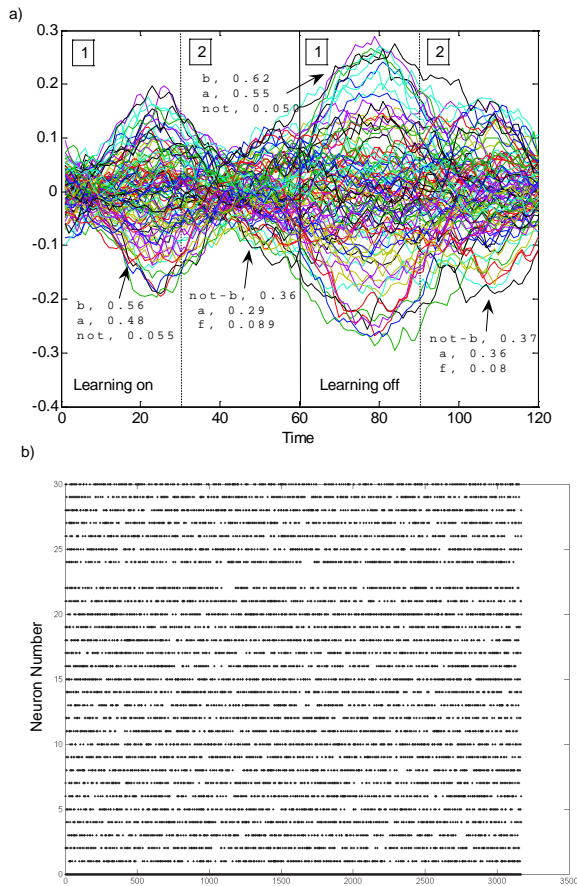 a)
0.3
0.2
0.1
0
-0.1
-0.2
-0.3
-0.4
1
2
1
2
b, 0.62
a, 0.55
not, 0.050
b, 0.56
a, 0.48
not, 0.055
not-b, 0.36
a, 0.29
f, 0.089
not-b, 0.37
a, 0.36
f, 0.08
Learning on
Learning off
0 20 40 60 80 100 120
Time
b)
30
25
20
15
10
5
0
Neuron Number
0 500 1000 1500 2000 2500 3000 3500